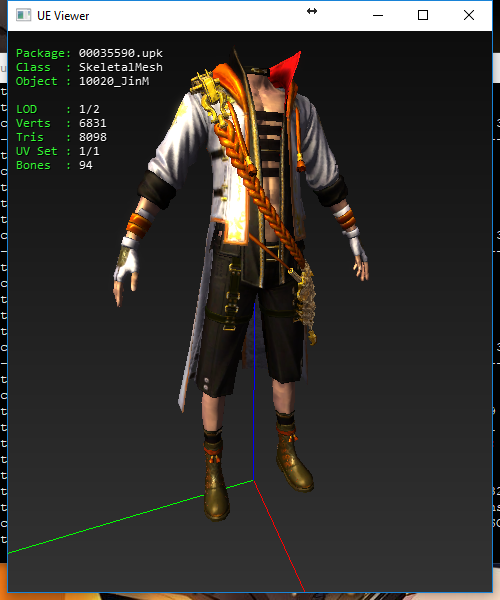 UE Viewer
Package: 00035590.upk
Class : SkeletalMesh
Object : 10020_JinM
LOD : 1/2
Verts : 6831
Tris : 8098
UV Set : 1/1
Bones : 94